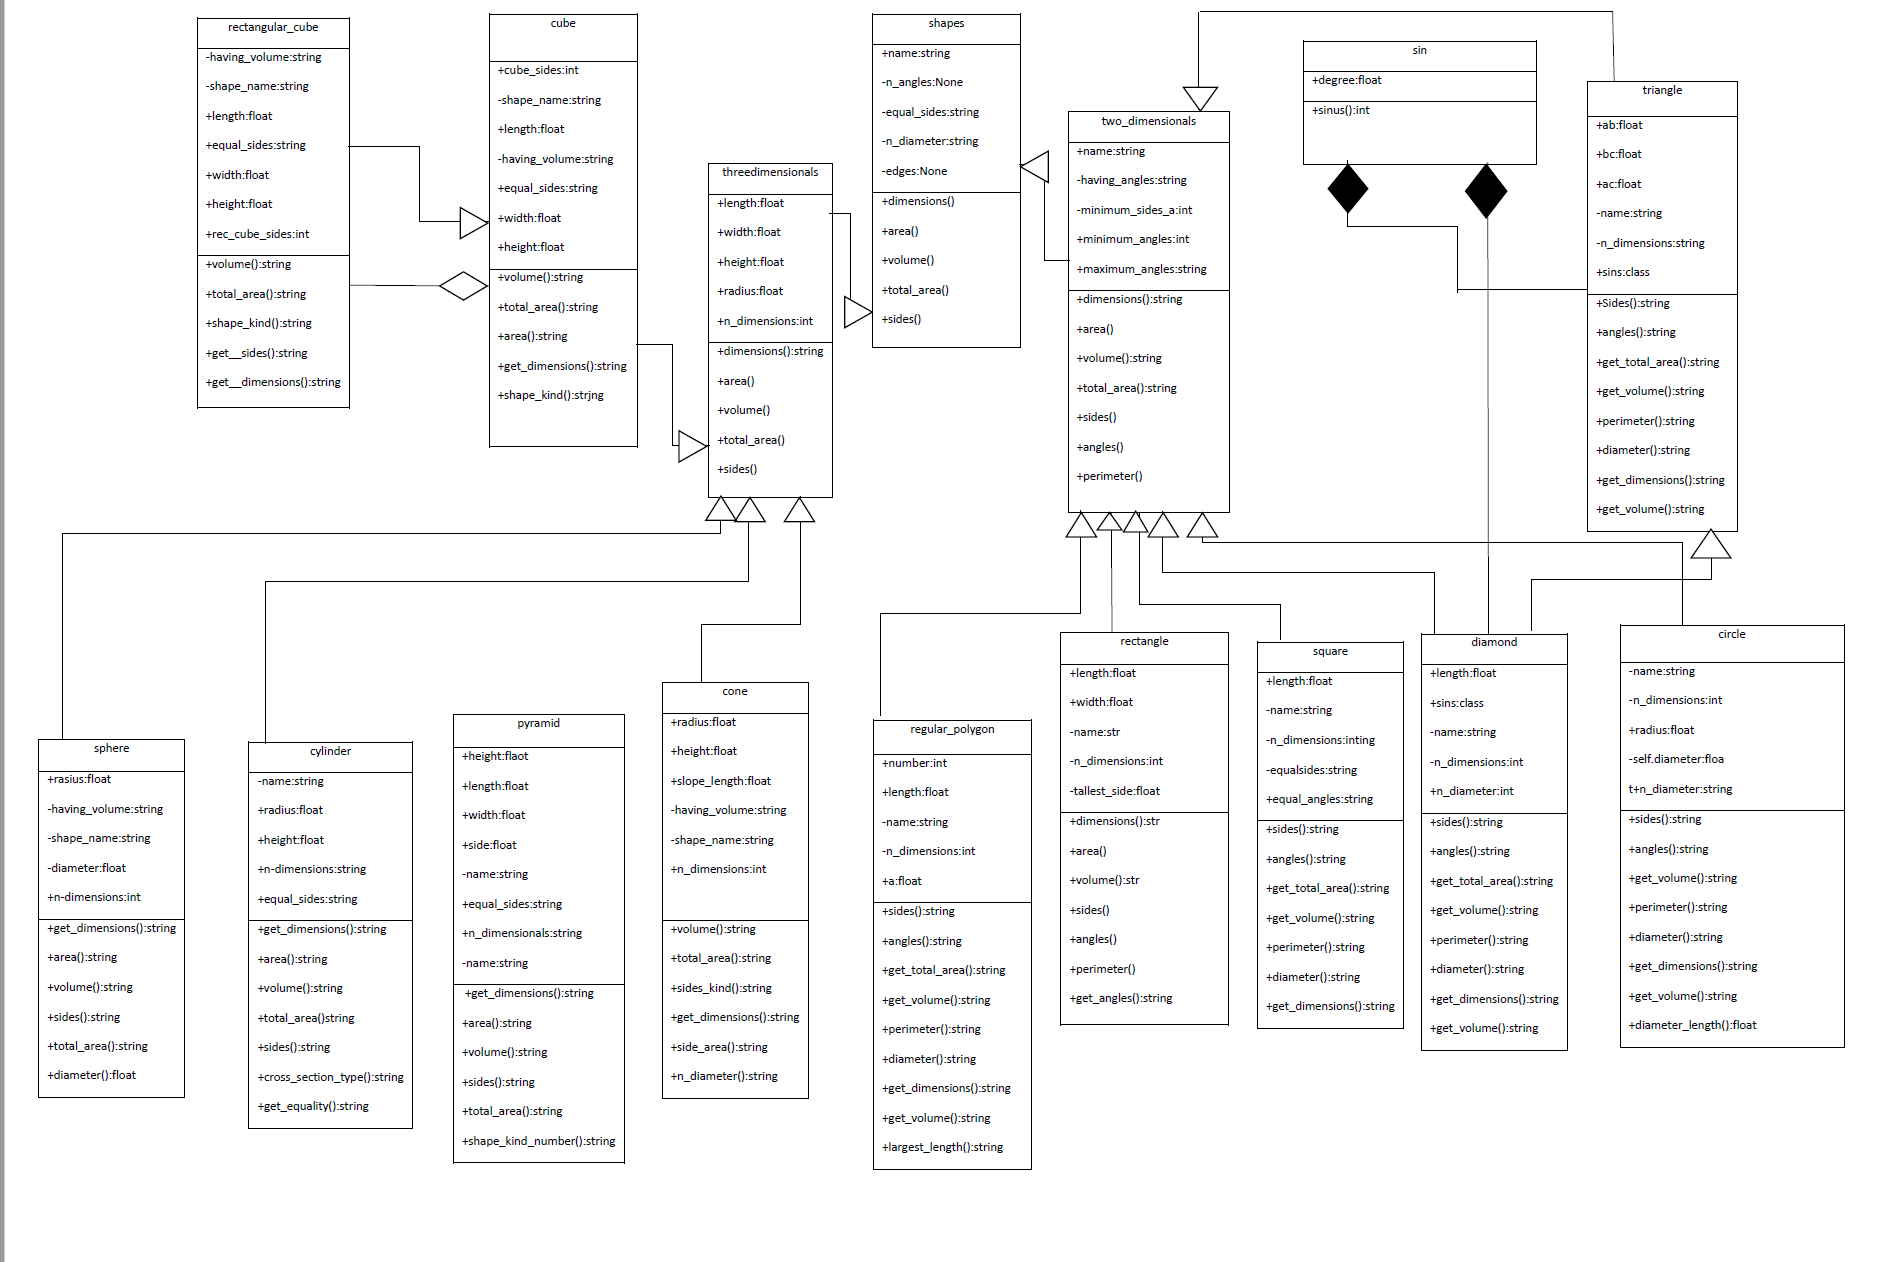 rectangular_cube
-having_volume:string
-shape_name:string
+length:float
+equal_sides:string
+width:float
+height:float
+rec_cube_sides:int
+volume():string
+total_area():string
+shape_kind():string
+get__sides():string
+get__dimensions():string
cube
+cube_sides:int
-shape_name:string
+length:float
-having_volume:string
+equal_sides:string
+width:float
+height:float
+volume():string
+total_area():string
+area():string
+get_dimensions():string
+shape_kind():strjng
threedimensionals
+length:float
+width:float
+height:float
+radius:float
+n_dimensions:int
+dimensions():string
+area()
+volume()
+total_area()
+sides()
shapes
+name:string
-n_angles:None
-equal_sides:string
-n_diameter:string
-edges:None
+dimensions()
+area()
+volume()
+total_area()
+sides()
two_dimensionals
+name:string
-having_angles:string
-minimum_sides_a:int
+minimum_angles:int
+maximum_angles:string
+dimensions():string
+area()
+volume():string
+total_area():string
+sides()
+angles()
+perimeter()
sin
+degree:float
+sinus():int
triangle
+ab:float
+bc:float
+ac:float
-name:string
-n_dimensions:string
+sins:class
+Sides():string
+angles():string
+get_total_area():string
+get_volume():string
+perimeter():string
+diameter():string
+get_dimensions():string
+get_volume():string
sphere
+rasius:float
-having_volume:string
-shape_name:string
-diameter:float
+n-dimensions:int
+get_dimensions():string
+area():string
+volume():string
+sides():string
+total_area():string
+diameter():float
cylinder
-name:string
+radius:float
+height:float
+n-dimensions:string
+equal_sides:string
+get_dimensions():string
+area():string
+volume():string
+total_area()string
+sides():string
+cross_section_type():string
+get_equality():string
pyramid
+height:flaot
+length:float
+width:float
+side:float
-name:string
+equal_sides:string
+n_dimensionals:string
-name:string
+get_dimensions():string
+area():string
+volume():string
+sides():string
+total_area():string
+shape_kind_number():string
cone
+radius:float
+height:float
+slope_length:float
-having_volume:string
-shape_name:string
+n_dimensions:int
+volume():string
+total_area():string
+sides_kind():string
+get_dimensions():string
+side_area():string
+n_diameter():string
regular_polygon
+number:int
+length:float
-name:string
-n_dimensions:int
+a:float
+sides():string
+angles():string
+get_total_area():string
+get_volume():string
+perimeter():string
+diameter():string
+get_dimensions():string
+get_volume():string
+largest_length():string
rectangle
+length:float
+width:float
-name:str
-n_dimensions:int
-tallest_side:float
+dimensions():str
+area()
+volume():str
+sides()
+angles()
+perimeter()
+get_angles():string
square
+length:float
-name:string
-n_dimensions:inting
-equalsides:string
+equal_angles:string
+sides():string
+angles():string
+get_total_area():string
+get_volume():string
+perimeter():string
+diameter():string
+get_dimensions():string
diamond
+length:float
+sins:class
-name:string
-n_dimensions:int
+n_diameter:int
+sides():string
+angles():string
+get_total_area():string
+get_volume():string
+perimeter():string
+diameter():string
+get_dimensions():string
+get_volume():string
circle
-name:string
-n_dimensions:int
+radius:float
-self.diameter:floa
t+n_diameter:string
+sides():string
+angles():string
+get_volume():string
+perimeter():string
+diameter():string
+get_dimensions():string
+get_volume():string
+diameter_length():float